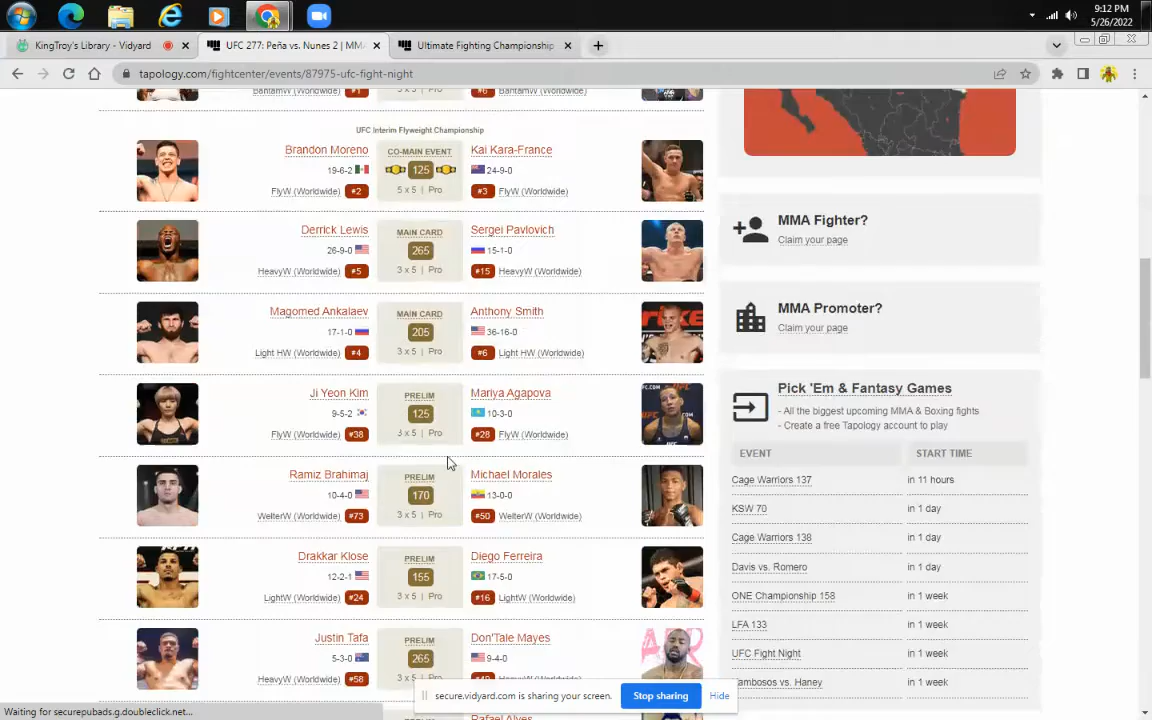 9:12 PM
5/26/2022
KingTroy's Library - Vidyard
UFC 277: Peña vs. Nunes 2 | MM
Ultimate Fighting Championship
tapology.com/fightcenter/events/87975-ufc-fight-night
BantamW (Worldwide) #1 3 x 5 | Pro #6 BantamW (Worldwide)
UFC Interim Flyweight Championship
Brandon Moreno CO-MAIN EVENT Kai Kara-France
19-6-2 125 24-9-0
FlyW (Worldwide) #2 5 x 5 | Pro #3 FlyW (Worldwide)
Derrick Lewis MAIN CARD Sergei Pavlovich
26-9-0 265 15-1-0
HeavyW (Worldwide) #5 3 x 5 | Pro #15 HeavyW (Worldwide)
Magomed Ankalaev MAIN CARD Anthony Smith
17-1-0 205 36-16-0
Light HW (Worldwide) #4 3 x 5 | Pro #6 Light HW (Worldwide)
Ji Yeon Kim PRELIM Mariya Agapova
9-5-2 125 10-3-0
FlyW (Worldwide) #38 3 x 5 | Pro #28 FlyW (Worldwide)
Ramiz Brahimaj PRELIM Michael Morales
10-4-0 170 13-0-0
WelterW (Worldwide) #73 3 x 5 | Pro #50 WelterW (Worldwide)
Drakkar Klose PRELIM Diego Ferreira
12-2-1 155 17-5-0
LightW (Worldwide) #24 3 x 5 | Pro #16 LightW (Worldwide)
Justin Tafa PRELIM Don'Tale Mayes
5-3-0 265 9-4-0
HeavyW (Worldwide) #58
Rafael Alves
MMA Fighter?
Claim your page
MMA Promoter?
Claim your page
Pick 'Em & Fantasy Games
- All the biggest upcoming MMA & Boxing fights
- Create a free Tapology account to play
EVENT START TIME
Cage Warriors 137 in 11 hours
KSW 70 in 1 day
Cage Warriors 138 in 1 day
Davis vs. Romero in 1 day
ONE Championship 158 in 1 week
LFA 133 in 1 week
UFC Fight Night in 1 week
ambosos vs. Haney in 1 week
secure.vidyard.com is sharing your screen. Stop sharing Hide
Waiting for securepubads.g.doubleclick.net...